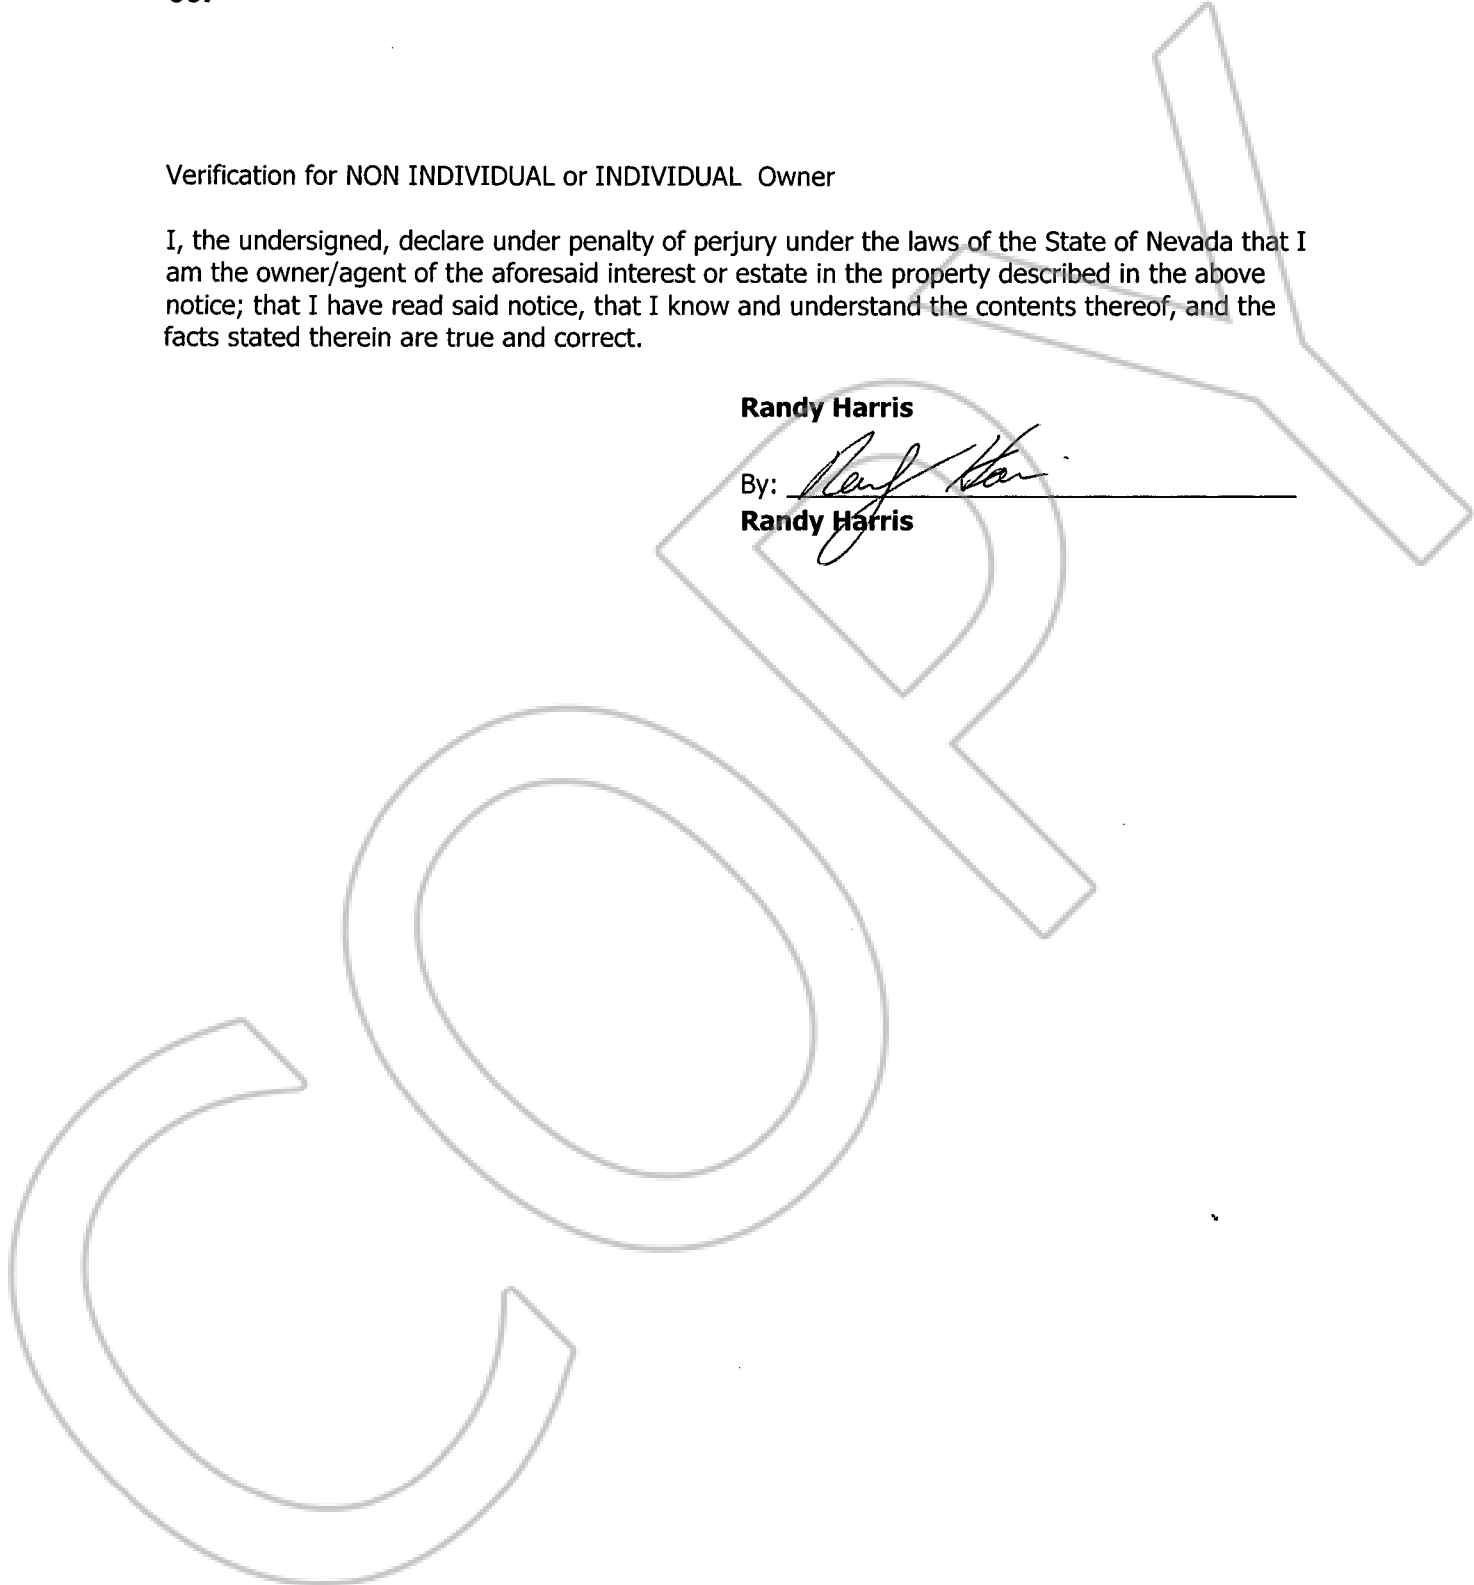 Verification for NON INDIVIDUAL or INDIVIDUAL Owner
I, the undersigned, declare under penalty of perjury under the laws of the State of Nevada that I
am the owner/agent of the aforesaid interest or estate in the property described in the above
notice; that I have read said notice, that I know and understand the contents thereof, and the
facts stated therein are true and correct.
Randy Harris
By: Randy Harris
Randy Harris
COPY